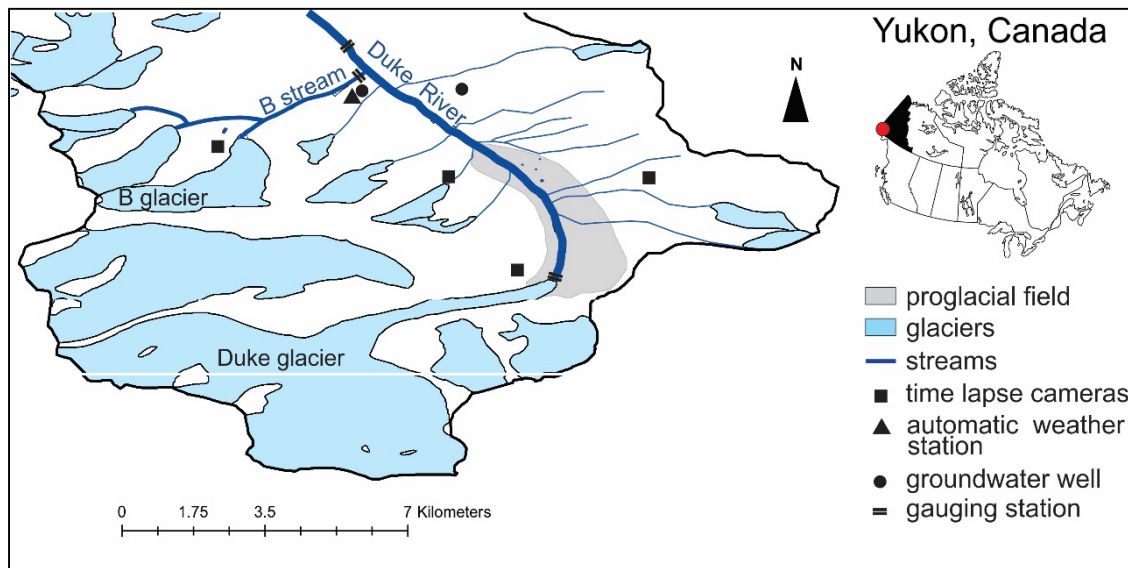 Yukon, Canada
N
Duke River
B stream
B glacier
Duke glacier
proglacial field
glaciers
streams
time lapse cameras
automatic weather
station
groundwater well
gauging station
0 1.75 3.5 7 Kilometers